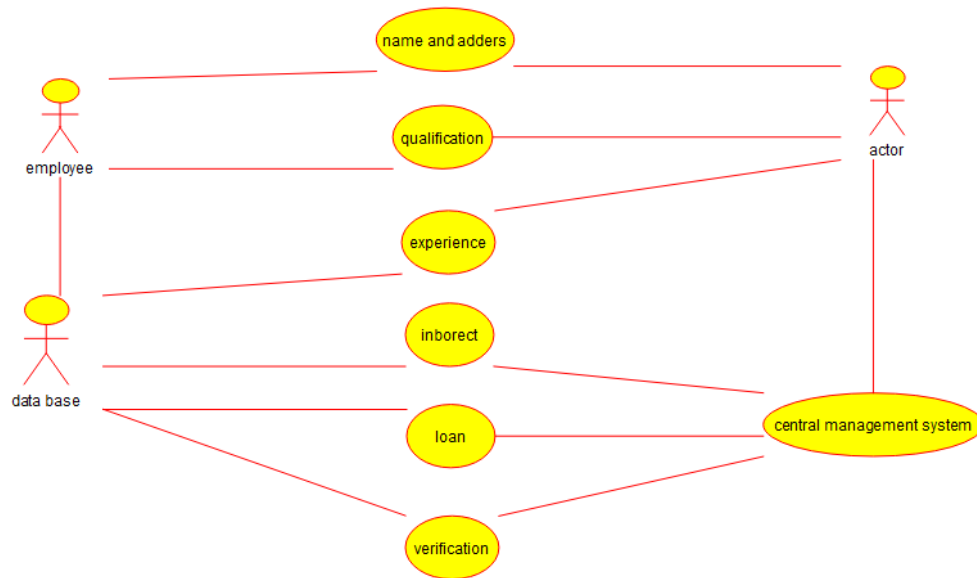 name and adders
employee
qualification
actor
experience
data base
inborect
central management system
loan
verification